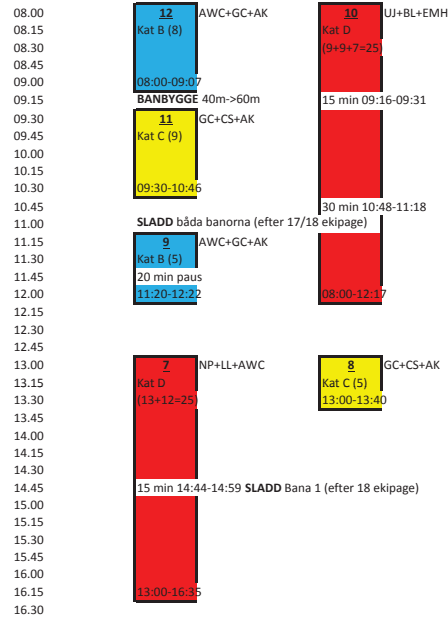 08.00 12 AWC+GC+AK 10 UJ+BL+EMH
08.15 Kat B (8) Kat D
08.30 (9+9+7=25)
08.45
09.00 08:00-09:07
09.15 BANBYGGE 40m->60m 15 min 09:16-09:31
09.30 11 GC+CS+AK
09.45 Kat C (9)
10.00
10.15
10.30 09:30-10:46
10.45 30 min 10:48-11:18
11.00 SLADD båda banorna (efter 17/18 ekipage)
11.15 9 AWC+GC+AK
11.30 Kat B (5)
11.45 20 min paus
12.00 11:20-12:22 08:00-12:17
12.15
12.30
12.45
13.00 7 NP+LL+AWC 8 GC+CS+AK
13.15 Kat D Kat C (5)
13.30 (13+12=25) 13:00-13:40
13.45
14.00
14.15
14.30
14.45 15 min 14:44-14:59 SLADD Bana 1 (efter 18 ekipage)
15.00
15.15
15.30
15.45
16.00
16.15 13:00-16:35
16.30